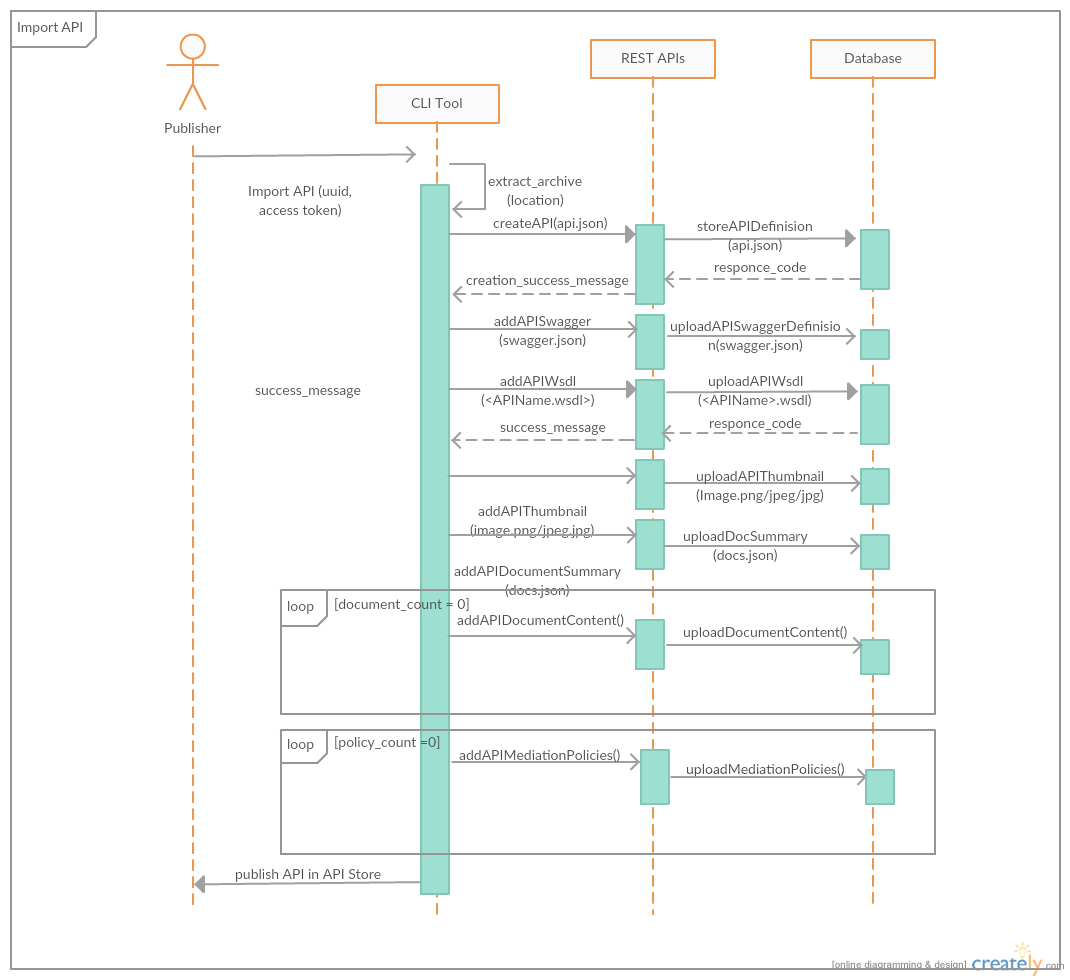 Import API
REST APIs
Database
CLI Tool
Publisher
Import API (uuid,
access token)
extract_archive
(location)
createAPI(api.json)
storeAPIDefinision
(api.json)
responce_code
creation_success_message
addAPISwagger
(swagger.json)
uploadAPISwaggerDefinisio
n(swagger.json)
success_message
addAPIWsdl
(<APIName.wsdl>)
uploadAPIWsdl
(<APIName>.wsdl)
success_message
responce_code
uploadAPIThumbnail
(Image.png/jpeg/jpg)
addAPIThumbnail
(image.png/jpeg.jpg)
uploadDocSummary
(docs.json)
addAPIDocumentSummary
(docs.json)
loop
[document_count = 0]
addAPIDocumentContent()
uploadDocumentContent()
loop
[policy_count =0]
addAPIMediationPolicies()
uploadMediationPolicies()
publish API in API Store
[online diagramming & design] creately.com